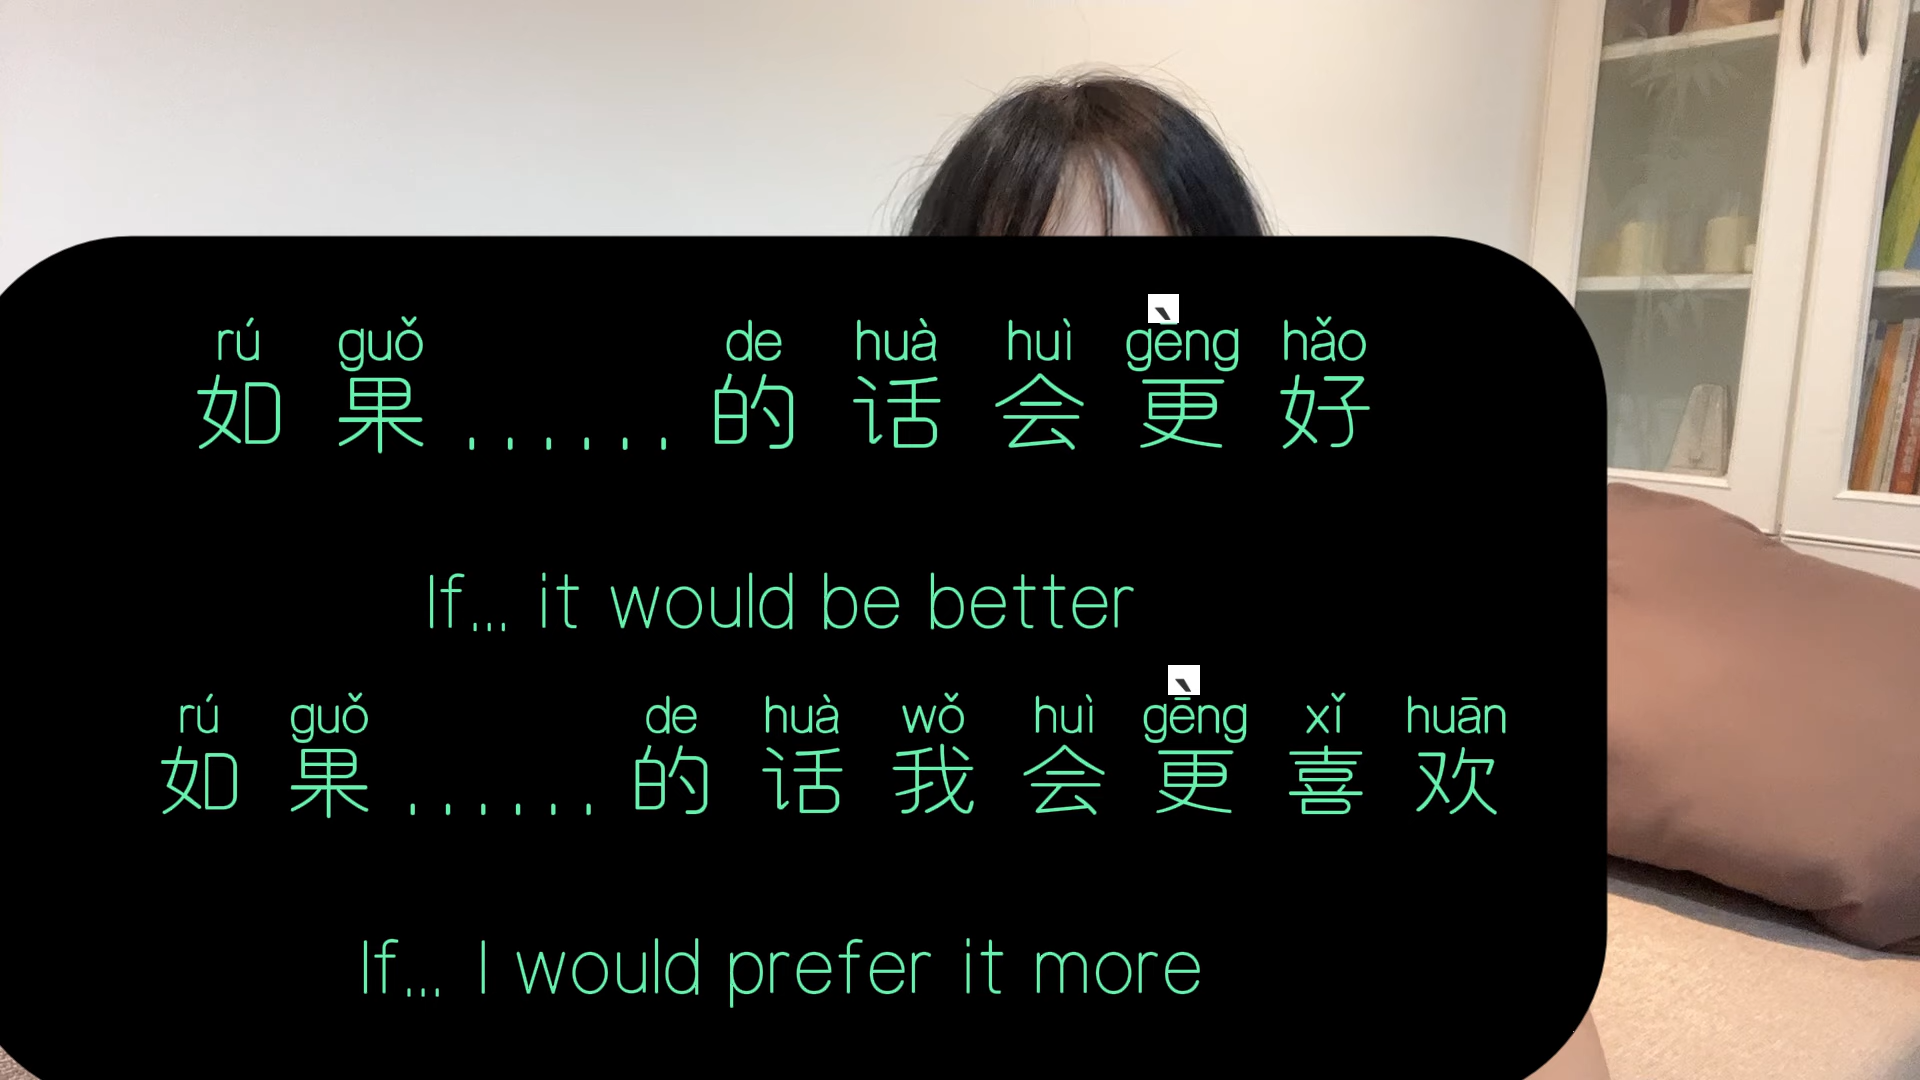 rú guǒ de huà huì gēng hǎo
如果......的话会更好
If... it would be better
rú guǒ de huà wǒ huì gēng xǐ huān
如果......的话我会更喜欢
If... I would prefer it more